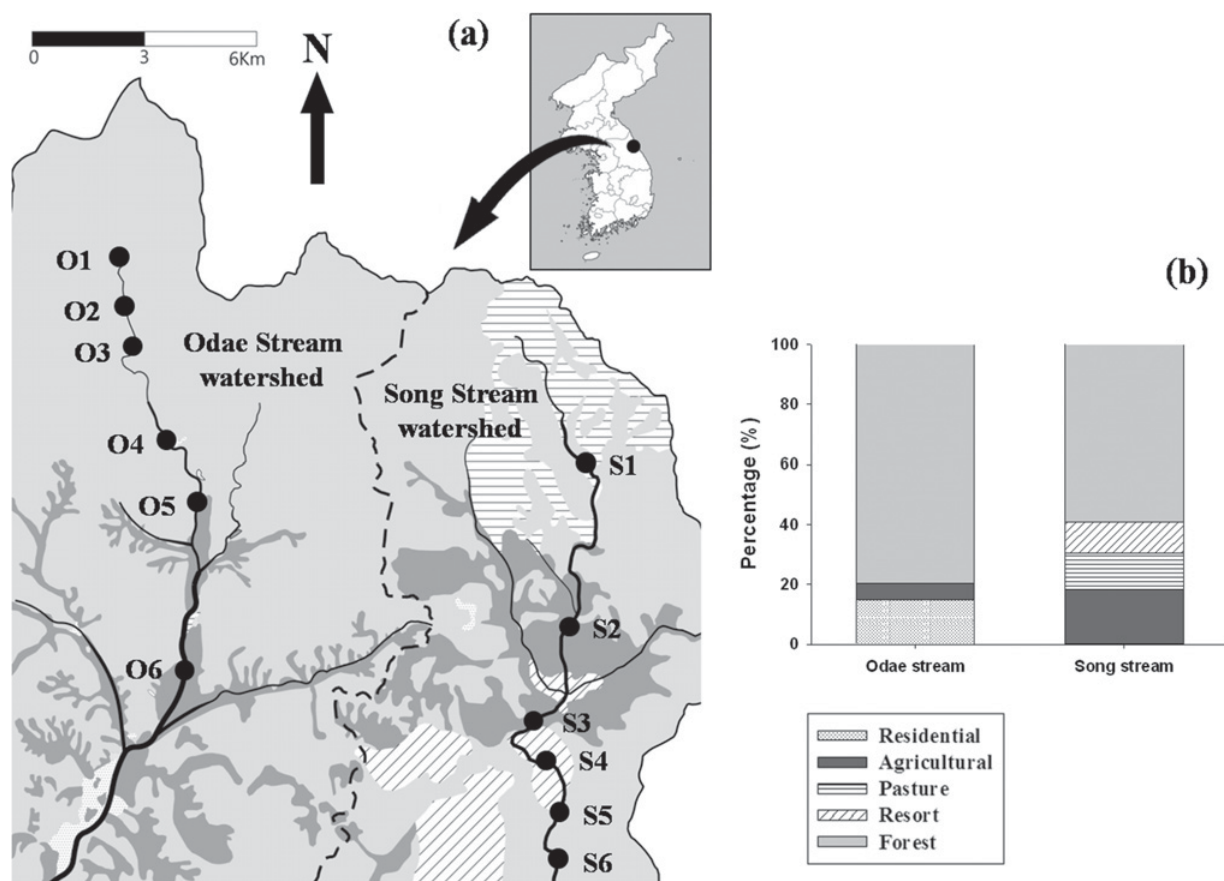 (a)
0 3 6Km
N
O1
O2
O3
O4
O5
O6
Odae Stream
watershed
Song Stream
watershed
S1
S2
S3
S4
S5
S6
(b)
Percentage (%)
100
80
60
40
20
0
Odae stream Song stream
Residential
Agricultural
Pasture
Resort
Forest